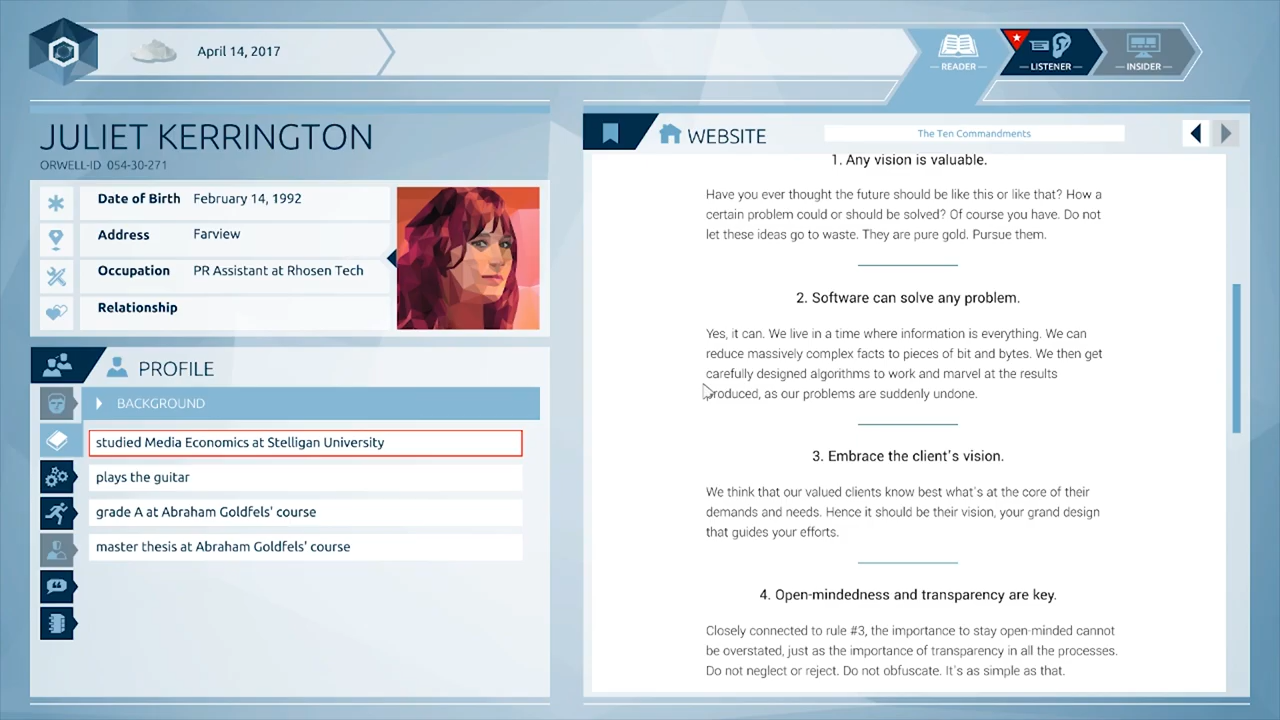 April 14, 2017
READER
LISTENER
INSIDER
JULIET KERRINGTON
ORWELL-ID 054-30-271
Date of Birth February 14, 1992
Address Farview
Occupation PR Assistant at Rhosen Tech
Relationship
PROFILE
BACKGROUND
studied Media Economics at Stelligan University
plays the guitar
grade A at Abraham Goldfels' course
master thesis at Abraham Goldfels' course
WEBSITE
The Ten Commandments
1. Any vision is valuable.
Have you ever thought the future should be like this or like that? How a
certain problem could or should be solved? Of course you have. Do not
let these ideas go to waste. They are pure gold. Pursue them.
2. Software can solve any problem.
Yes, it can. We live in a time where information is everything. We can
reduce massively complex facts to pieces of bit and bytes. We then get
carefully designed algorithms to work and marvel at the results
produced, as our problems are suddenly undone.
3. Embrace the client's vision.
We think that our valued clients know best what's at the core of their
demands and needs. Hence it should be their vision, your grand design
that guides your efforts.
4. Open-mindedness and transparency are key.
Closely connected to rule #3, the importance to stay open-minded cannot
be overstated, just as the importance of transparency in all the processes.
Do not neglect or reject. Do not obfuscate. It's as simple as that.